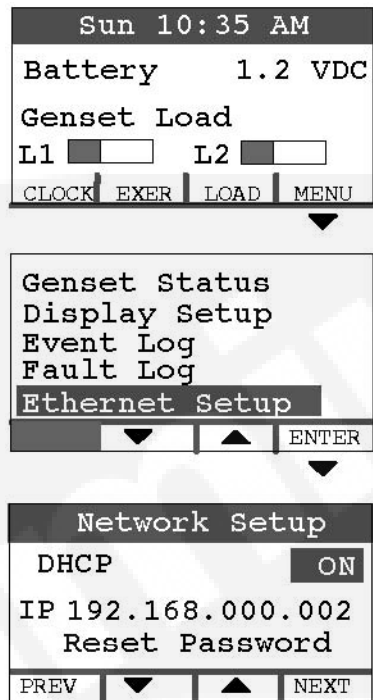 Sun 10:35 AM
Battery 1.2 VDC
Genset Load
L1 L2
CLOCK EXER LOAD MENU
Genset Status
Display Setup
Event Log
Fault Log
Ethernet Setup
ENTER
Network Setup
DHCP ON
IP 192.168.000.002
Reset Password
PREV NEXT